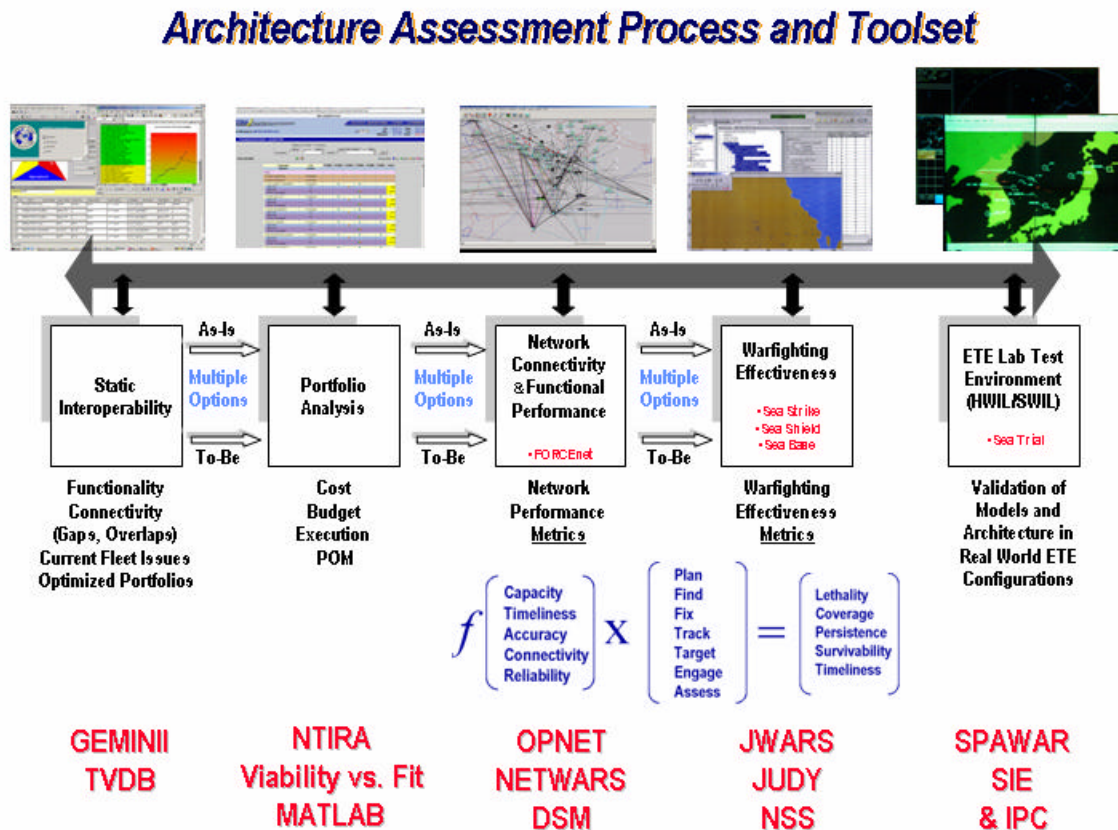 Architecture Assessment Process and Toolset
Static
Interoperability
As-Is
Multiple
Options
To-Be
Portfolio
Analysis
As-Is
Multiple
Options
To-Be
Network
Connectivity
&Functional
Performance
• FORCEnet
As-Is
Multiple
Options
To-Be
Warfighting
Effectiveness
• Sea Strike
• Sea Shield
• Sea Base
ETE Lab Test
Environment
(HWIL/SWIL)
• Sea Trial
Functionality
Connectivity
(Gaps, Overlaps)
Current Fleet Issues
Optimized Portfolios
Cost
Budget
Execution
POM
Network
Performance
Metrics
Warfighting
Effectiveness
Metrics
Validation of
Models and
Architecture in
Real World ETE
Configurations
f
Capacity
Timeliness
Accuracy
Connectivity
Reliability
X
Plan
Find
Fix
Track
Target
Engage
Assess
=
Lethality
Coverage
Persistence
Survivability
Timeliness
GEMINII
TVDB
NTIRA
Viability vs. Fit
MATLAB
OPNET
NETWARS
DSM
JWARS
JUDY
NSS
SPAWAR
SIE
& IPC